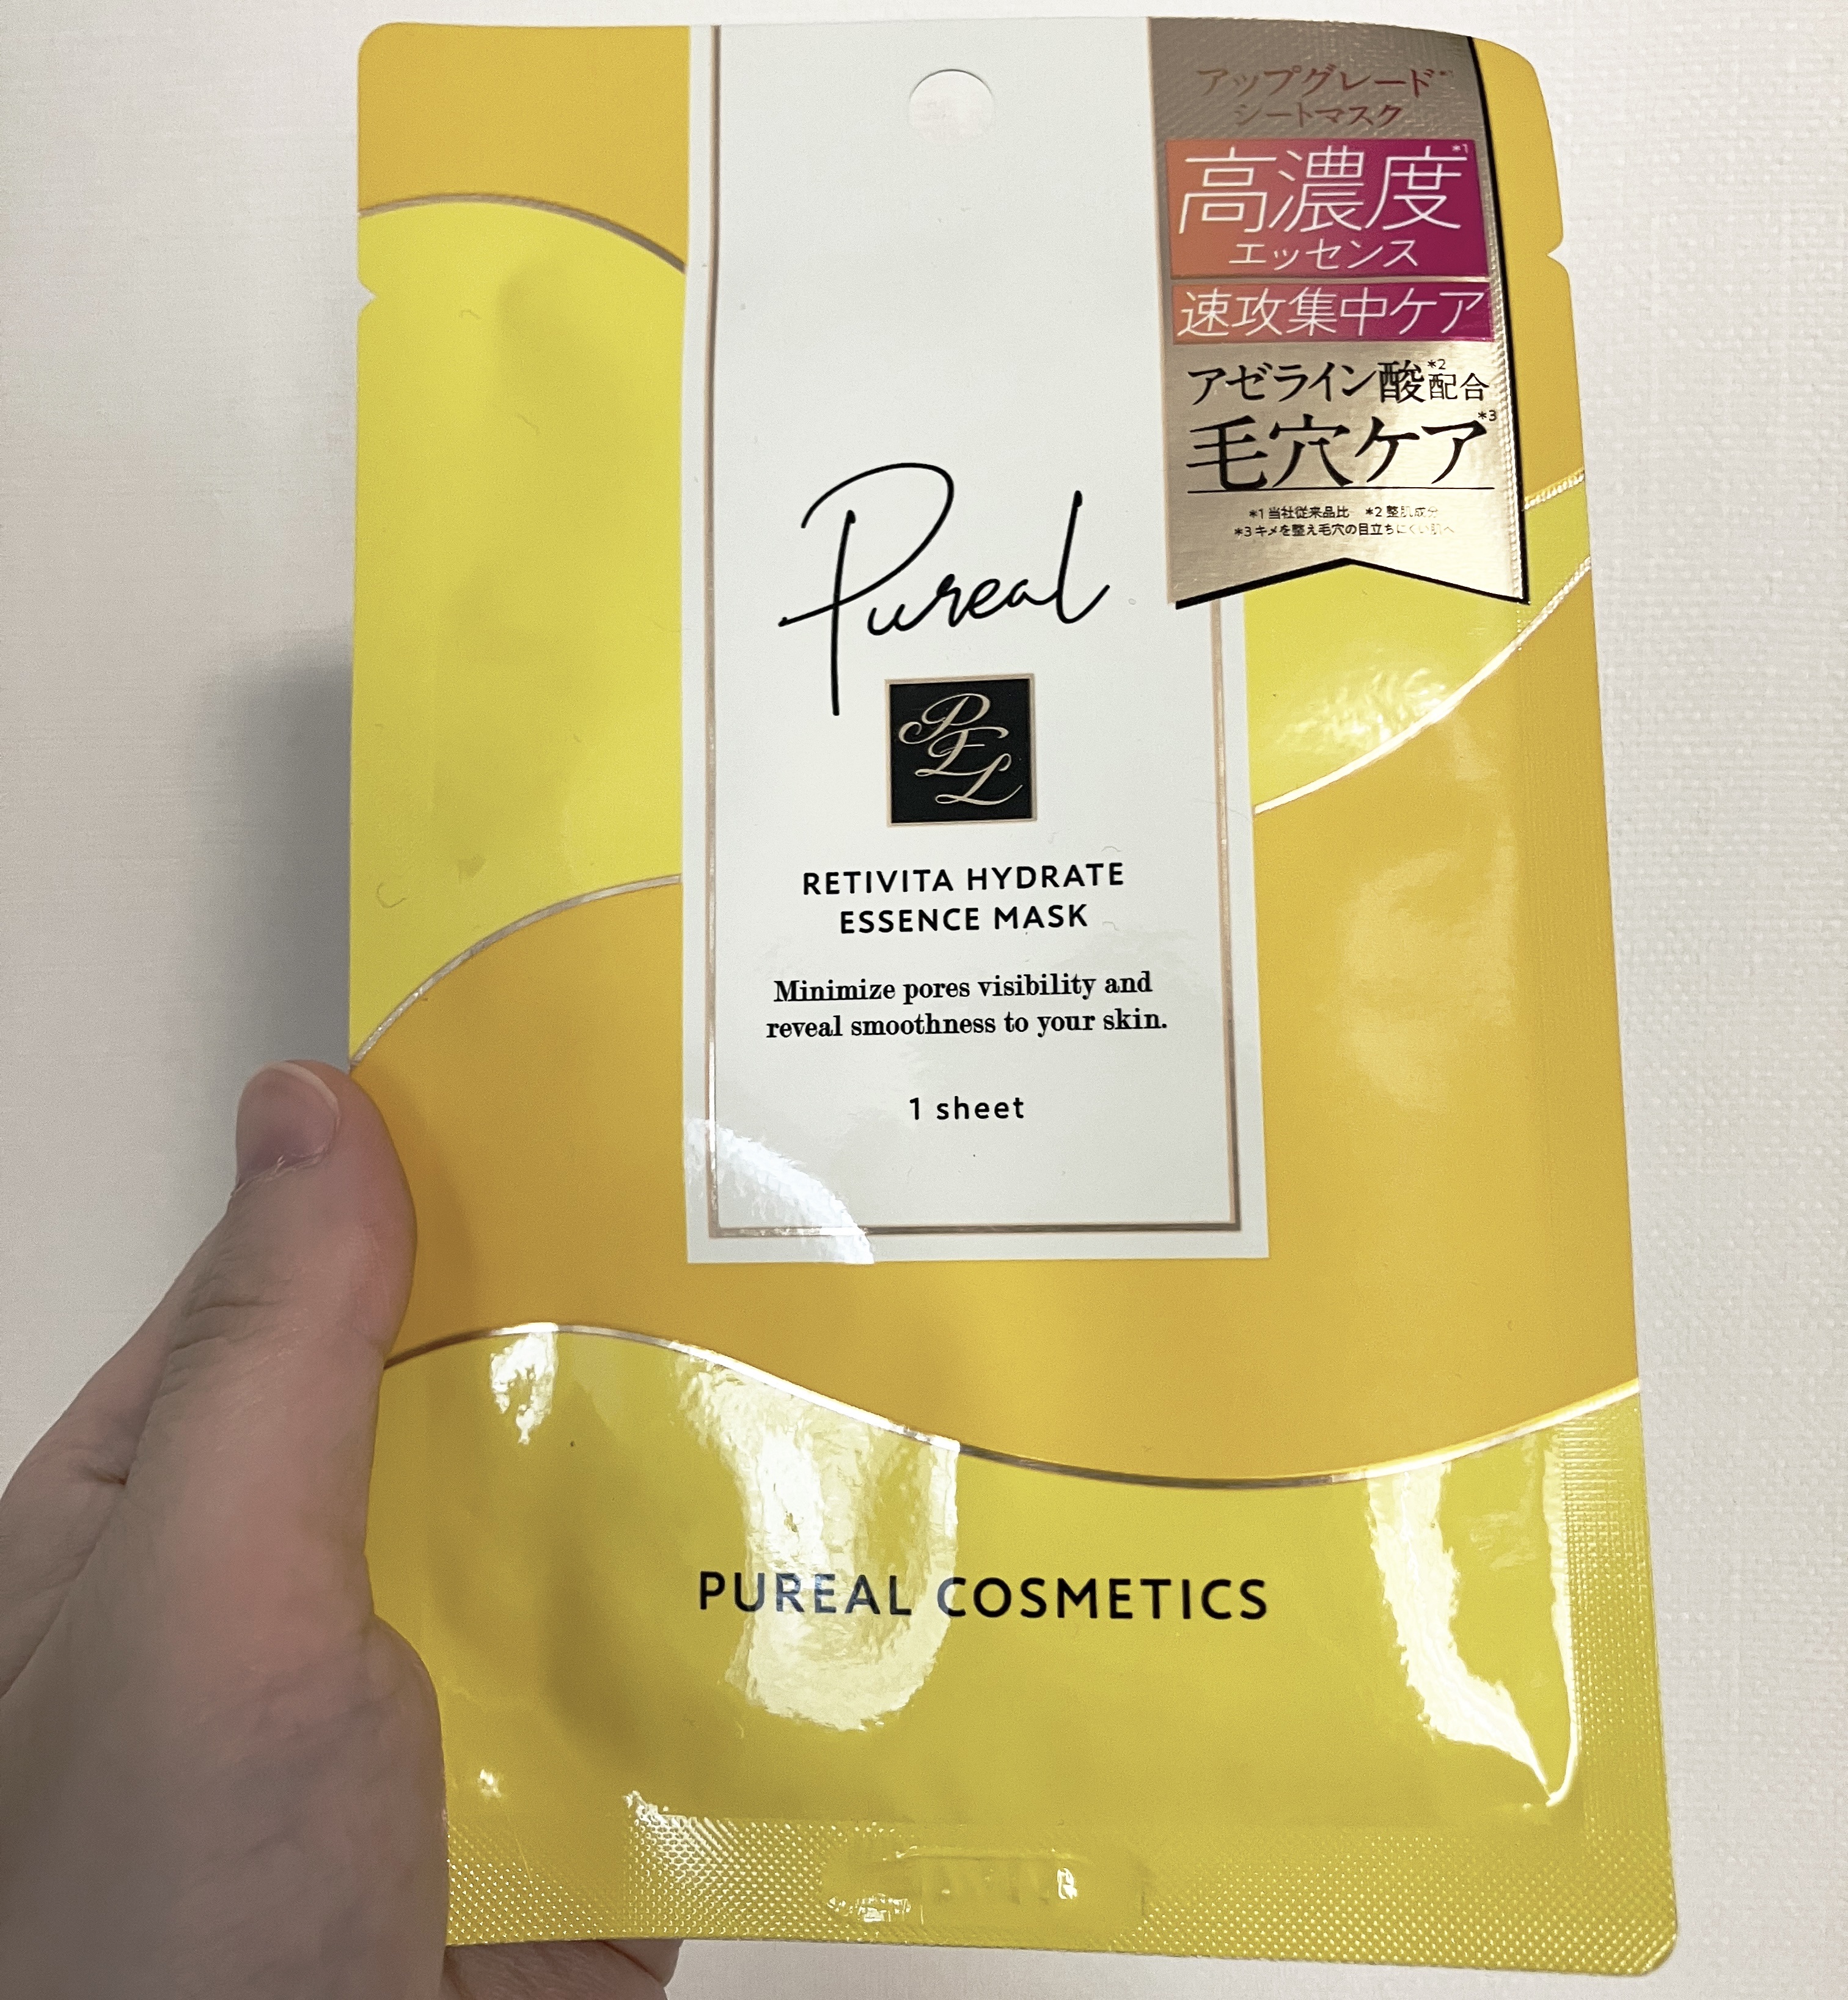 アップグレード*1
シートマスク
高濃度*1
エッセンス
速攻集中ケア
アゼライン酸*2配合
毛穴ケア*3
*1 当社従来品比 *2 整肌成分
*3 キメを整え毛穴の目立ちにくい肌へ
Pureal
PEL
RETIVITA HYDRATE
ESSENCE MASK
Minimize pores visibility and
reveal smoothness to your skin.
1 sheet
PUREAL COSMETICS